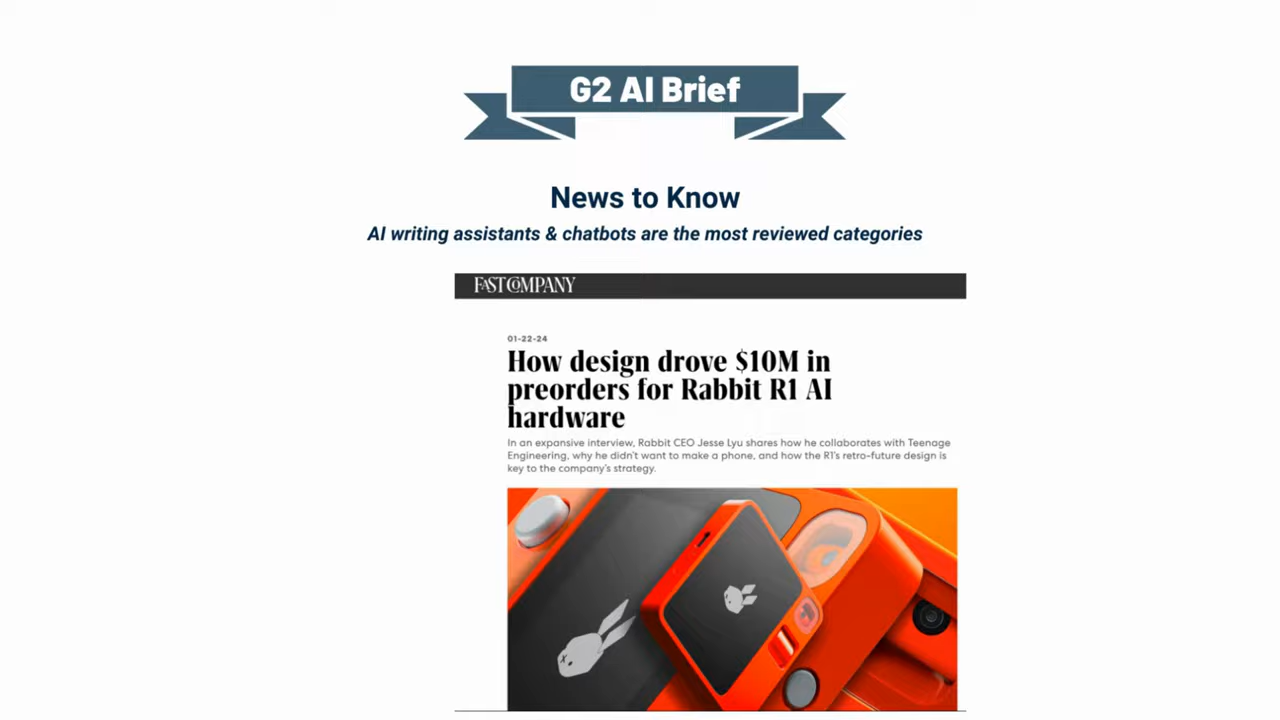 G2 AI Brief
News to Know
AI writing assistants & chatbots are the most reviewed categories
FAST COMPANY
01-22-24
How design drove $10M in
preorders for Rabbit R1 AI
hardware
In an expansive interview, Rabbit CEO Jesse Lyu shares how he collaborates with Teenage
Engineering, why he didn't want to make a phone, and how the R1's retro-future design is
key to the company's strategy.